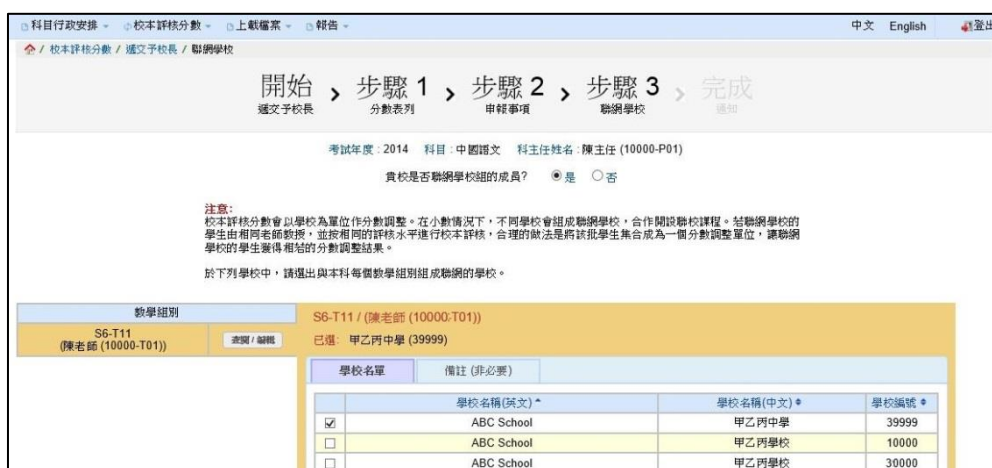 科目行政安排 校本評核分數 上載檔案 報告 中文 English 登出
/ 校本評核分數 / 遞交予校長 / 聯網學校
開始 > 步驟 1 > 步驟 2 > 步驟 3 > 完成
遞交予校長 分數表列 申報事項 聯網學校 通知
考試年度 : 2014 科目 : 中國語文 科主任姓名 : 陳主任 (10000-P01)
貴校是否聯網學校組的成員? 是 否
注意:
校本評核分數會以學校為單位作分數調整。在小數情況下,不同學校會組成聯網學校,合作開設聯校課程。若聯網學校的
學生由相同老師教授,並按相同的評核水平進行校本評核,合理的做法是將該批學生集合成為一個分數調整單位,讓聯網
學校的學生獲得相若的分數調整結果。
於下列學校中,請選出與本科每個教學組別組成聯網的學校。
教學組別
S6-T11
(陳老師 (10000-T01))
查閱 / 編輯
S6-T11 / (陳老師 (10000-T01))
已選: 甲乙丙中學 (39999)
學校名單 備註 (非必要)
學校名稱(英文) 學校名稱(中文) 學校編號
ABC School 甲乙丙中學 39999
ABC School 甲乙丙學校 10000
ABC School 甲乙丙學校 30000